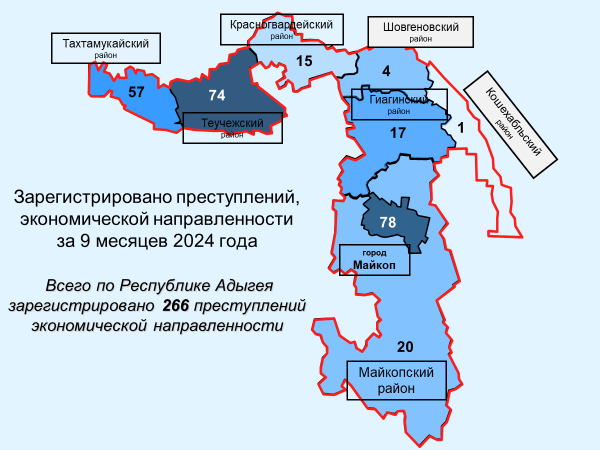 Красногвардейский
район
Шовгеновский
район
Тахтамукайский
район
15
4
57
74
Гиагинский
район
Кошехабльский
район
Теучежский
район
17
1
Зарегистрировано преступлений,
экономической направленности
за 9 месяцев 2024 года
78
город
Майкоп
Всего по Республике Адыгея
зарегистрировано 266 преступлений
экономической направленности
20
Майкопский
район